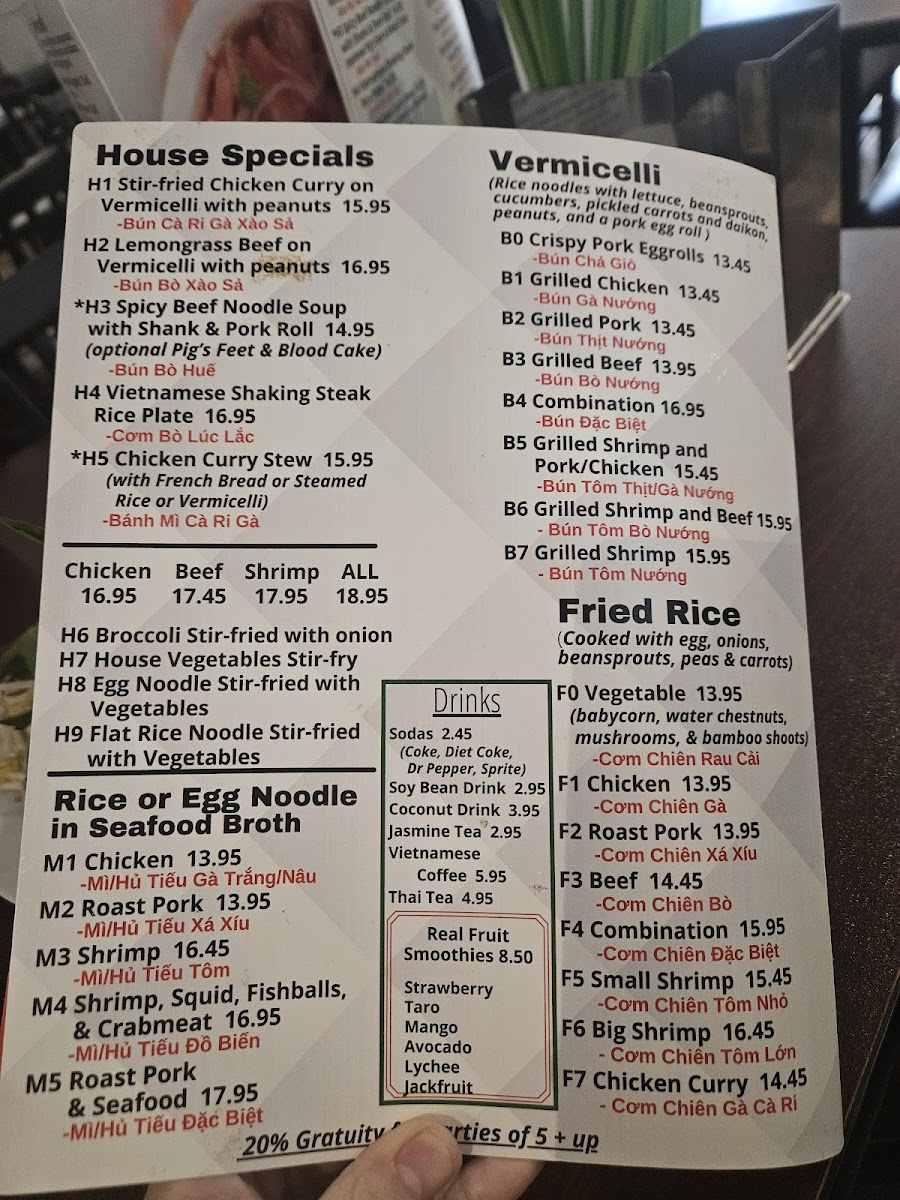 House Specials
H1 Stir-fried Chicken Curry on
Vermicelli with peanuts 15.95
-Bún Cà Ri Gà Xào Sả
H2 Lemongrass Beef on
Vermicelli with peanuts 16.95
-Bún Bò Xào Sả
*H3 Spicy Beef Noodle Soup
with Shank & Pork Roll 14.95
(optional Pig's Feet & Blood Cake)
-Bún Bò Huế
H4 Vietnamese Shaking Steak
Rice Plate 16.95
-Cơm Bò Lúc Lắc
*H5 Chicken Curry Stew 15.95
(with French Bread or Steamed
Rice or Vermicelli)
-Bánh Mì Cà Ri Gà
Chicken Beef Shrimp ALL
16.95 17.45 17.95 18.95
H6 Broccoli Stir-fried with onion
H7 House Vegetables Stir-fry
H8 Egg Noodle Stir-fried with
Vegetables
H9 Flat Rice Noodle Stir-fried
with Vegetables
Rice or Egg Noodle
in Seafood Broth
M1 Chicken 13.95
-Mì/Hủ Tiếu Gà Trắng/Nâu
M2 Roast Pork 13.95
-Mì/Hủ Tiếu Xá Xíu
M3 Shrimp 16.45
-Mì/Hủ Tiếu Tôm
M4 Shrimp, Squid, Fishballs,
& Crabmeat 16.95
-Mì/Hủ Tiếu Đồ Biến
M5 Roast Pork
& Seafood 17.95
-Mì/Hủ Tiếu Đặc Biệt
Drinks
Sodas 2.45
(Coke, Diet Coke,
Dr Pepper, Sprite)
Soy Bean Drink 2.95
Coconut Drink 3.95
Jasmine Tea 2.95
Vietnamese
Coffee 5.95
Thai Tea 4.95
Real Fruit
Smoothies 8.50
Strawberry
Taro
Mango
Avocado
Lychee
Jackfruit
Vermicelli
(Rice noodles with lettuce, beansprouts,
cucumbers, pickled carrots and daikon,
peanuts, and a pork egg roll )
B0 Crispy Pork Eggrolls 13.45
-Bún Chả Giò
B1 Grilled Chicken 13.45
-Bún Gà Nướng
B2 Grilled Pork 13.45
-Bún Thịt Nướng
B3 Grilled Beef 13.95
-Bún Bò Nướng
B4 Combination 16.95
-Bún Đặc Biệt
B5 Grilled Shrimp and
Pork/Chicken 15.45
-Bún Tôm Thịt/Gà Nướng
B6 Grilled Shrimp and Beef 15.95
- Bún Tôm Bò Nướng
B7 Grilled Shrimp 15.95
- Bún Tôm Nướng
Fried Rice
(Cooked with egg, onions,
beansprouts, peas & carrots)
F0 Vegetable 13.95
(babycorn, water chestnuts,
mushrooms, & bamboo shoots)
-Cơm Chiên Rau Cải
F1 Chicken 13.95
-Cơm Chiên Gà
F2 Roast Pork 13.95
-Cơm Chiên Xá Xíu
F3 Beef 14.45
-Cơm Chiên Bò
F4 Combination 15.95
-Cơm Chiên Đặc Biệt
F5 Small Shrimp 15.45
-Cơm Chiên Tôm Nhỏ
F6 Big Shrimp 16.45
- Cơm Chiên Tôm Lớn
F7 Chicken Curry 14.45
- Cơm Chiên Gà Cà Ri
20% Gratuity of 5 + up